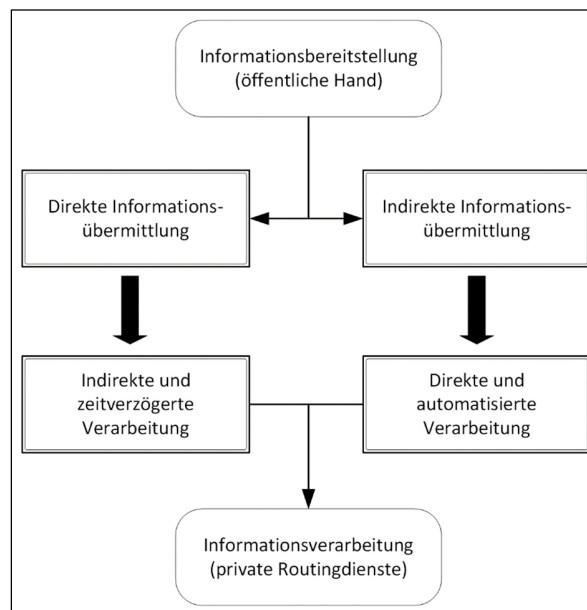 Informationsbereitstellung
(öffentliche Hand)
Direkte Informations-
übermittlung
Indirekte Informations-
übermittlung
Indirekte und
zeitverzögerte
Verarbeitung
Direkte und
automatisierte
Verarbeitung
Informationsverarbeitung
(private Routingdienste)